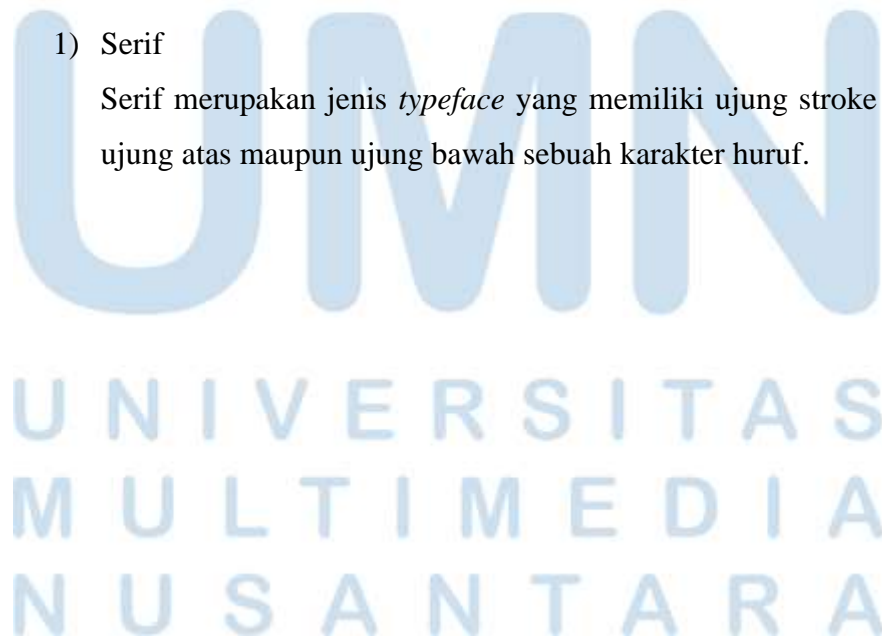 1) Serif
Serif merupakan jenis typeface yang memiliki ujung stroke
ujung atas maupun ujung bawah sebuah karakter huruf.
UMN
UNIVERSITAS
MULTIMEDIA
NUSANTARA